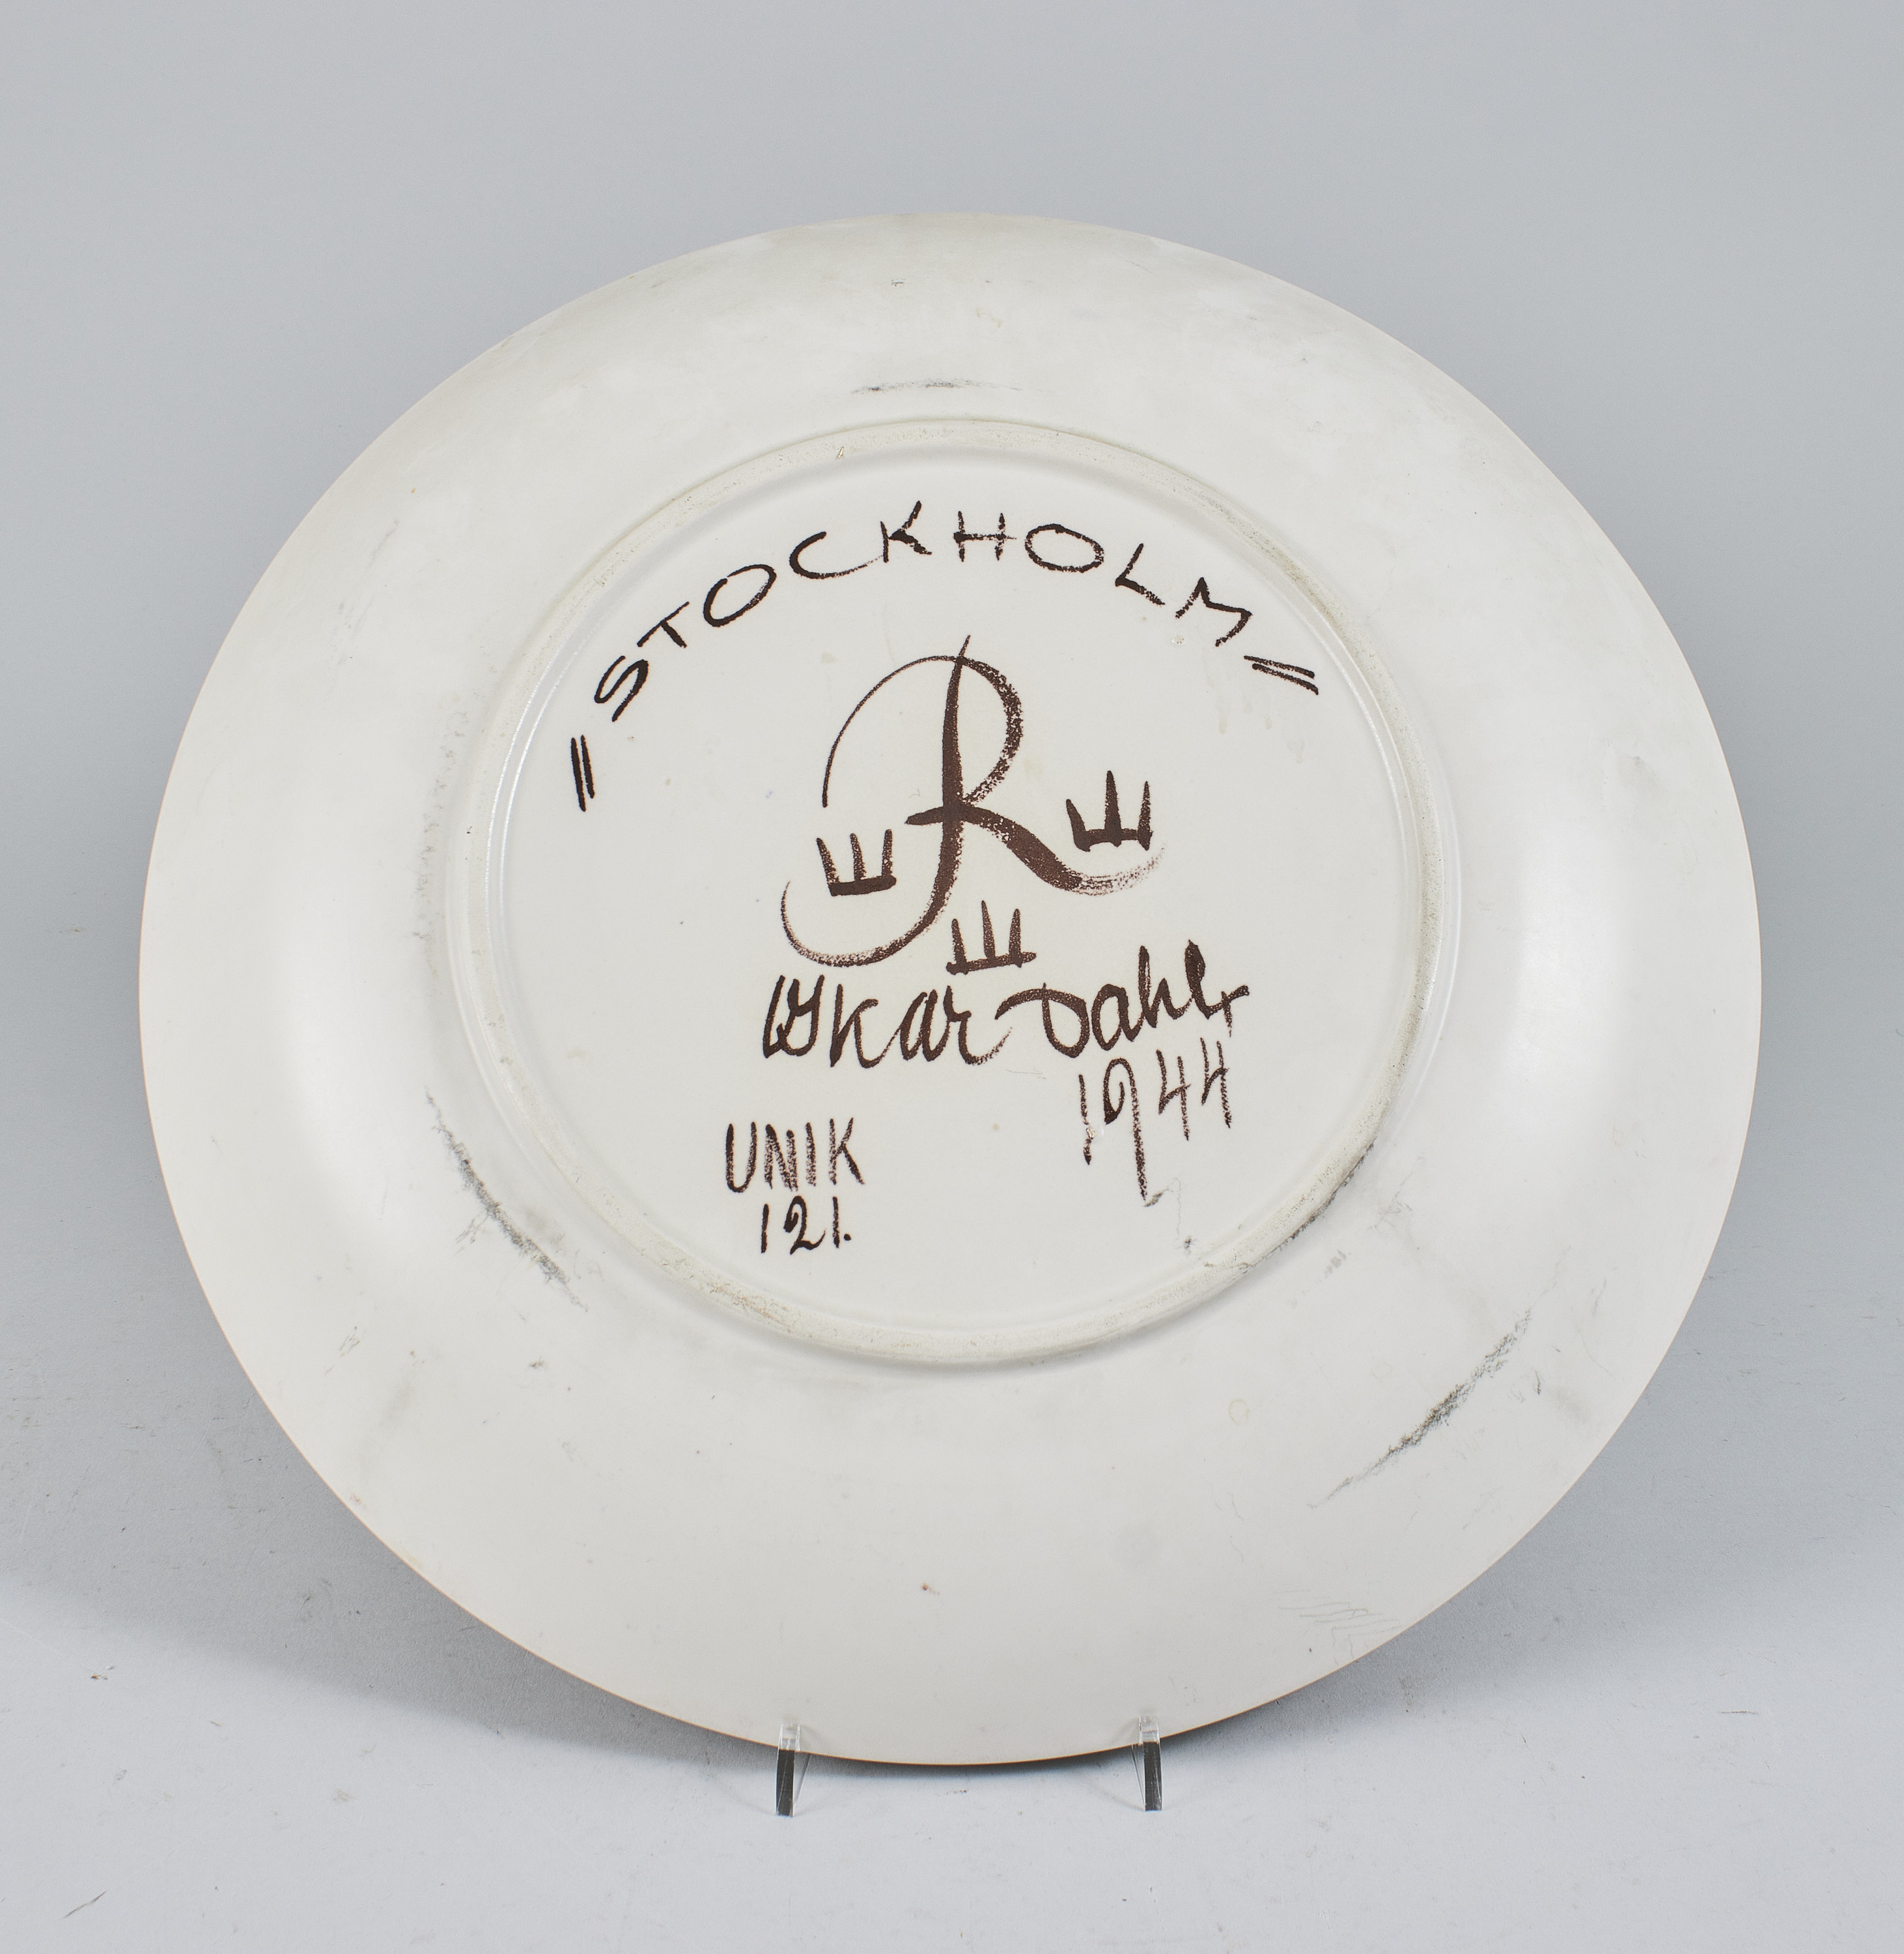 "STOCKHOLM"
R
Oskar Dahl
1944
UNIK
121.